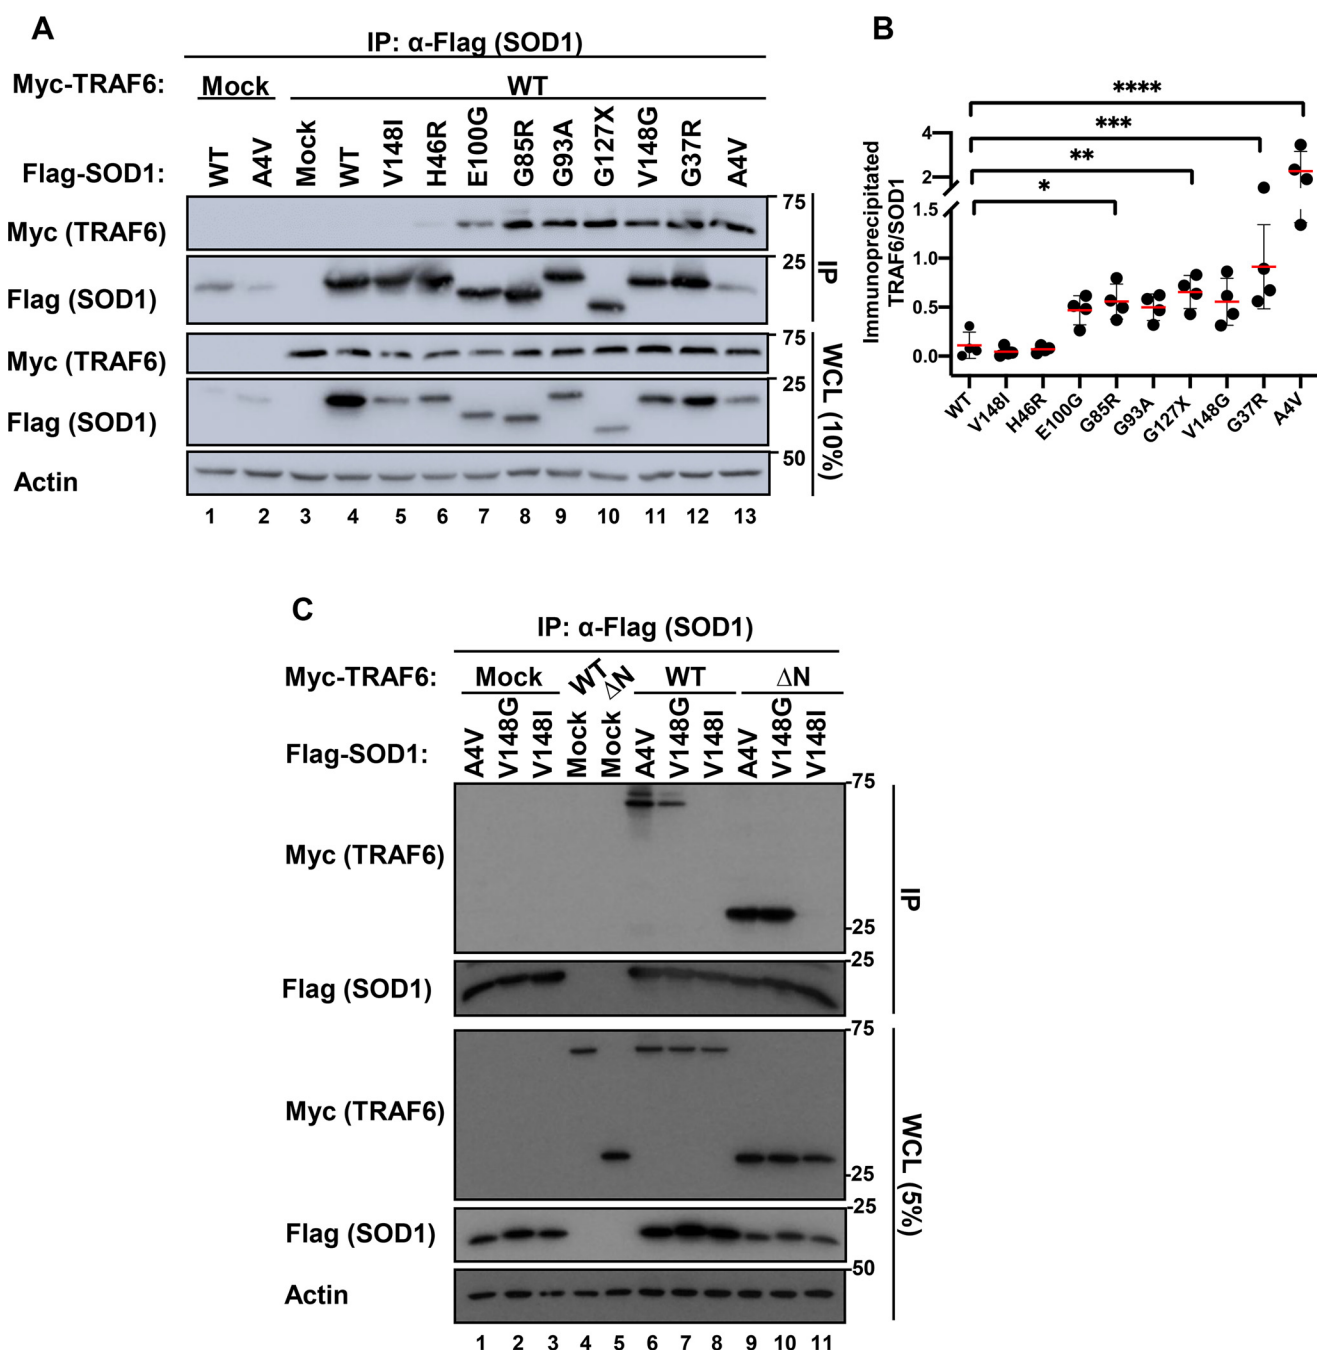 A
IP: α-Flag (SOD1)
Myc-TRAF6: Mock WT
Flag-SOD1: WT A4V Mock WT V148I H46R E100G G85R G93A G127X V148G G37R A4V
Myc (TRAF6) 75
Flag (SOD1) 25
IP
Myc (TRAF6) 75
Flag (SOD1) 25
Actin 50
WCL (10%)
1 2 3 4 5 6 7 8 9 10 11 12 13
B
****
***
**
*
Immunoprecipitated
TRAF6/SOD1
4
2
1.5
1.0
0.5
0.0
WT V148I H46R E100G G85R G93A G127X V148G G37R A4V
C
IP: α-Flag (SOD1)
Myc-TRAF6: Mock WT ΔN WT ΔN
Flag-SOD1: A4V V148G V148I Mock Mock A4V V148G V148I A4V V148G V148I
-75
Myc (TRAF6)
-25
-25
Flag (SOD1)
IP
-75
Myc (TRAF6)
-25
-25
Flag (SOD1)
-50
Actin
WCL (5%)
1 2 3 4 5 6 7 8 9 10 11